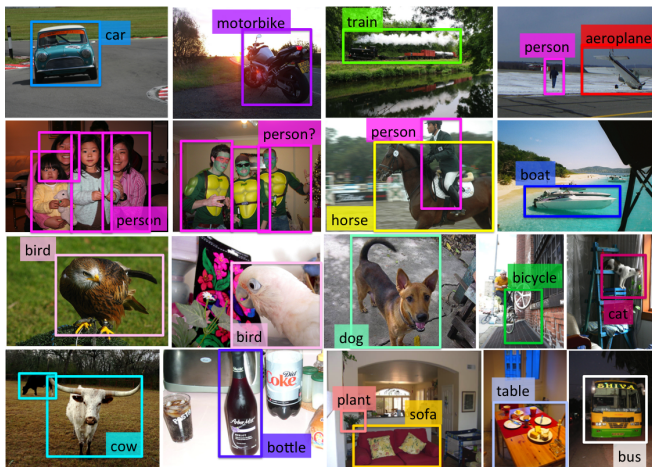 car
motorbike
train
person
aeroplane
person
person?
person
horse
boat
bird
bird
dog
bicycle
cat
cow
Diet
Coke
bottle
plant
sofa
table
bus